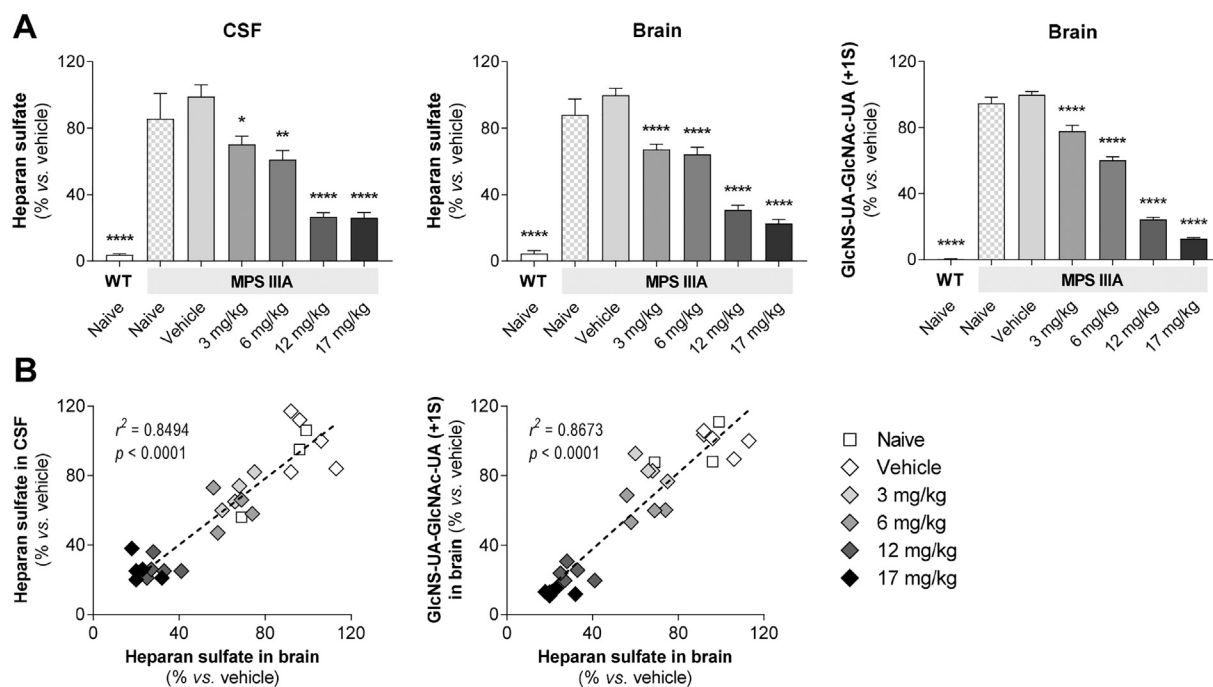 A
CSF
Heparan sulfate
(% vs. vehicle)
120
80
40
0
****
*
**
****
****
WT
MPS IIIA
Naive
Naive
Vehicle
3 mg/kg
6 mg/kg
12 mg/kg
17 mg/kg
Brain
Heparan sulfate
(% vs. vehicle)
120
80
40
0
****
****
****
****
****
WT
MPS IIIA
Naive
Naive
Vehicle
3 mg/kg
6 mg/kg
12 mg/kg
17 mg/kg
Brain
GlcNS-UA-GlcNAc-UA (+1S)
(% vs. vehicle)
120
80
40
0
****
****
****
****
****
WT
MPS IIIA
Naive
Naive
Vehicle
3 mg/kg
6 mg/kg
12 mg/kg
17 mg/kg
B
Heparan sulfate in CSF
(% vs. vehicle)
120
80
40
0
r2 = 0.8494
p < 0.0001
0 40 80 120
Heparan sulfate in brain
(% vs. vehicle)
GlcNS-UA-GlcNAc-UA (+1S)
in brain (% vs. vehicle)
120
80
40
0
r2 = 0.8673
p < 0.0001
0 40 80 120
Heparan sulfate in brain
(% vs. vehicle)
Naive
Vehicle
3 mg/kg
6 mg/kg
12 mg/kg
17 mg/kg